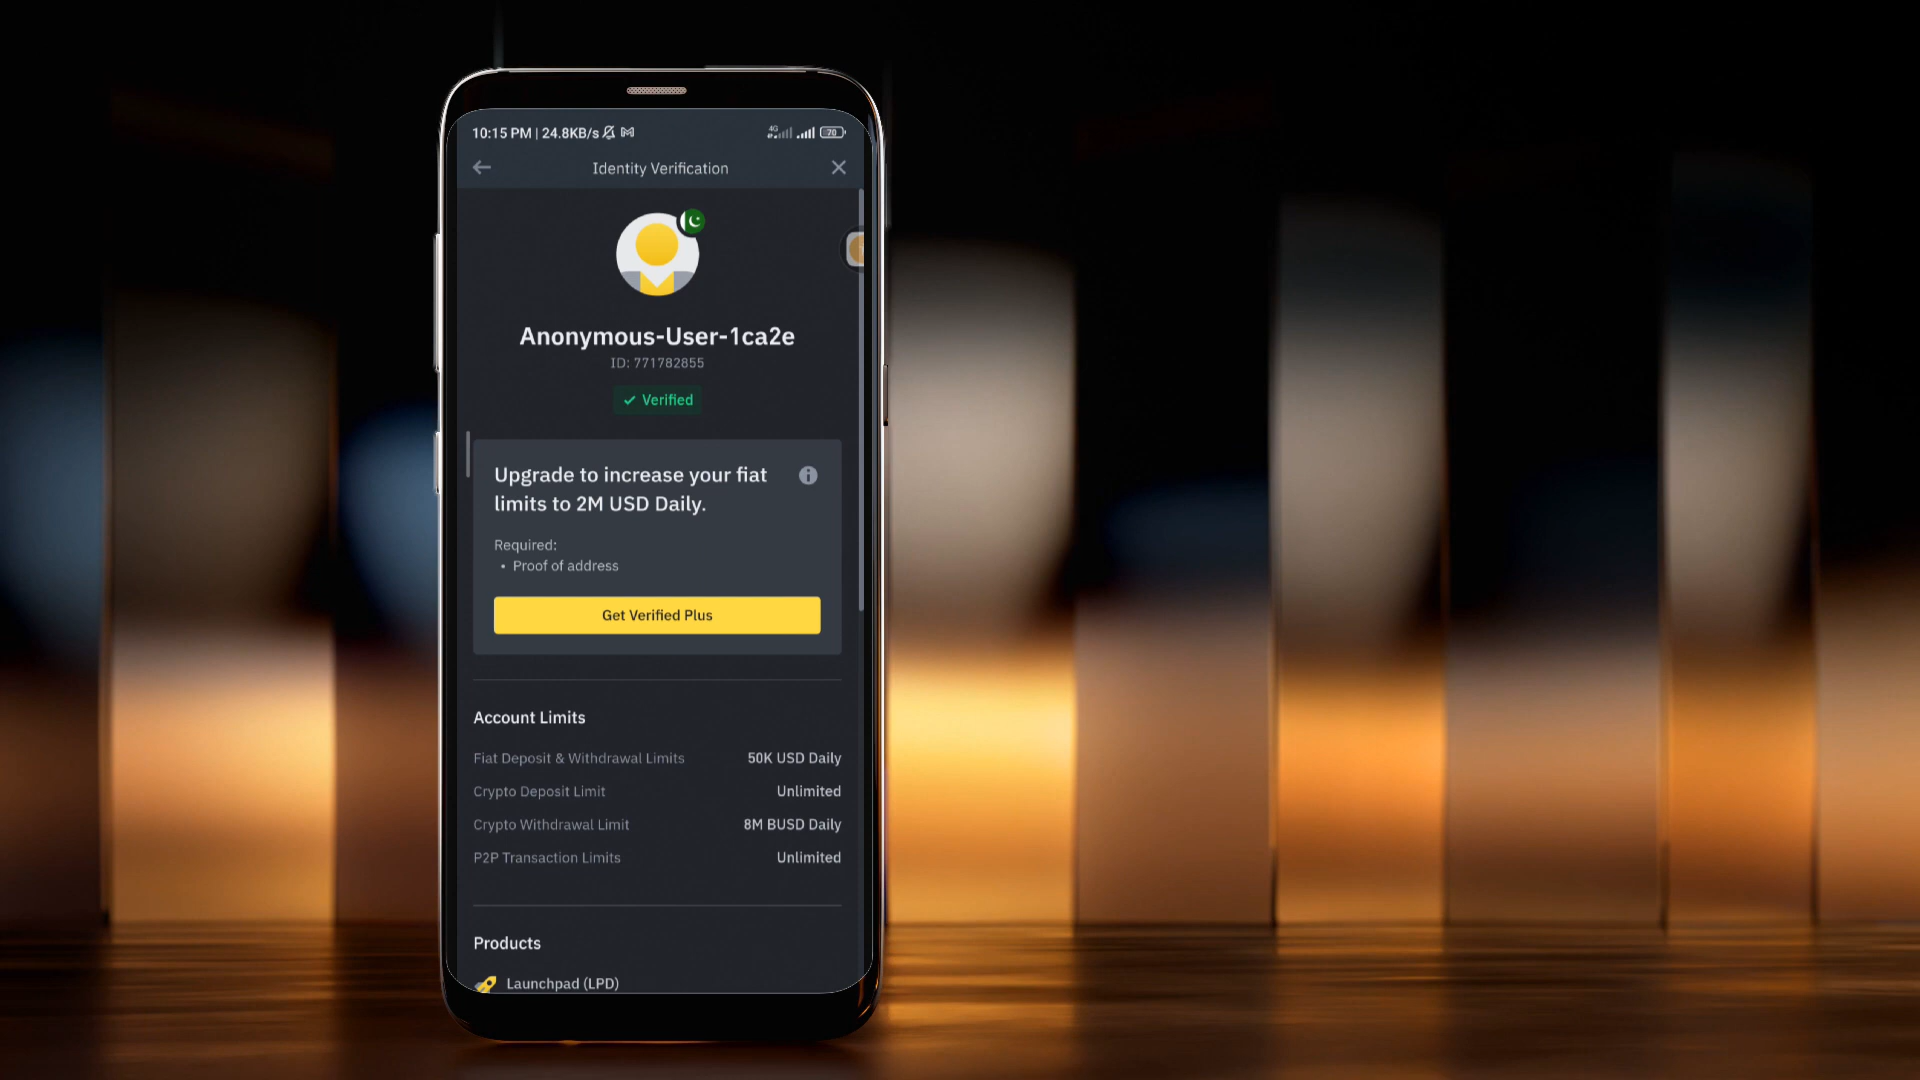 10:15 PM | 24.8KB/s
4G
70
Identity Verification
Anonymous-User-1ca2e
ID: 771782855
Verified
Upgrade to increase your fiat
limits to 2M USD Daily.
Required:
• Proof of address
Get Verified Plus
Account Limits
Fiat Deposit & Withdrawal Limits 50K USD Daily
Crypto Deposit Limit Unlimited
Crypto Withdrawal Limit 8M BUSD Daily
P2P Transaction Limits Unlimited
Products
Launchpad (LPD)